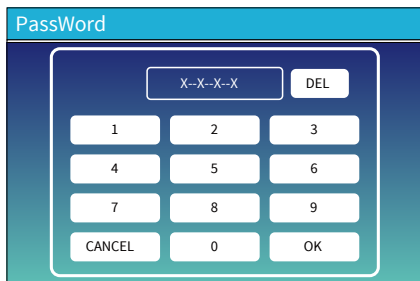 PassWord
X--X--X--X DEL
1 2 3
4 5 6
7 8 9
CANCEL 0 OK